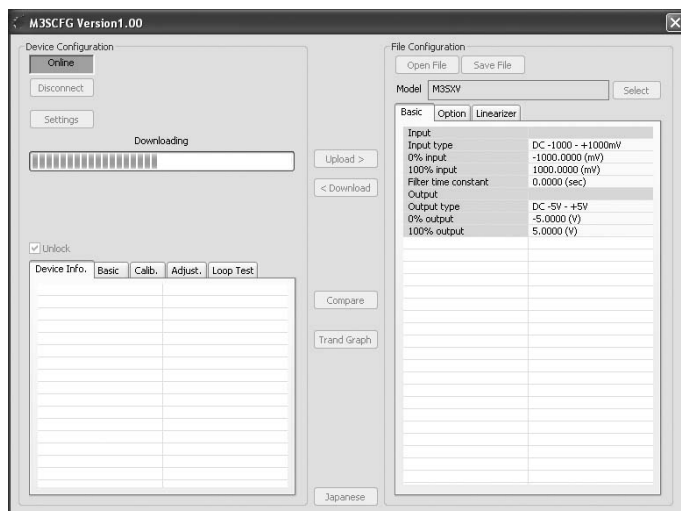 M3SCFG Version1.00
Device Configuration
Online
Disconnect
Settings
Downloading
Unlock
Device Info. Basic Calib. Adjust. Loop Test
Upload >
< Download
Compare
Trand Graph
Japanese
File Configuration
Open File Save File
Model M3SXV Select
Basic Option Linearizer
Input
Input type DC -1000 - +1000mV
0% input -1000.0000 (mV)
100% input 1000.0000 (mV)
Filter time constant 0.0000 (sec)
Output
Output type DC -5V - +5V
0% output -5.0000 (V)
100% output 5.0000 (V)